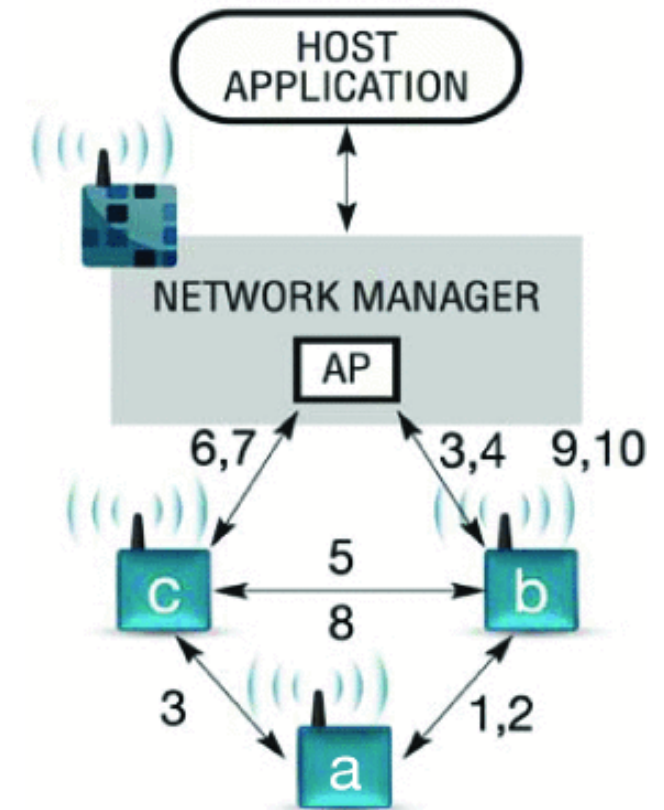 HOST
APPLICATION
NETWORK MANAGER
AP
6,7 3,4 9,10
c 5 b
8
3 1,2
a